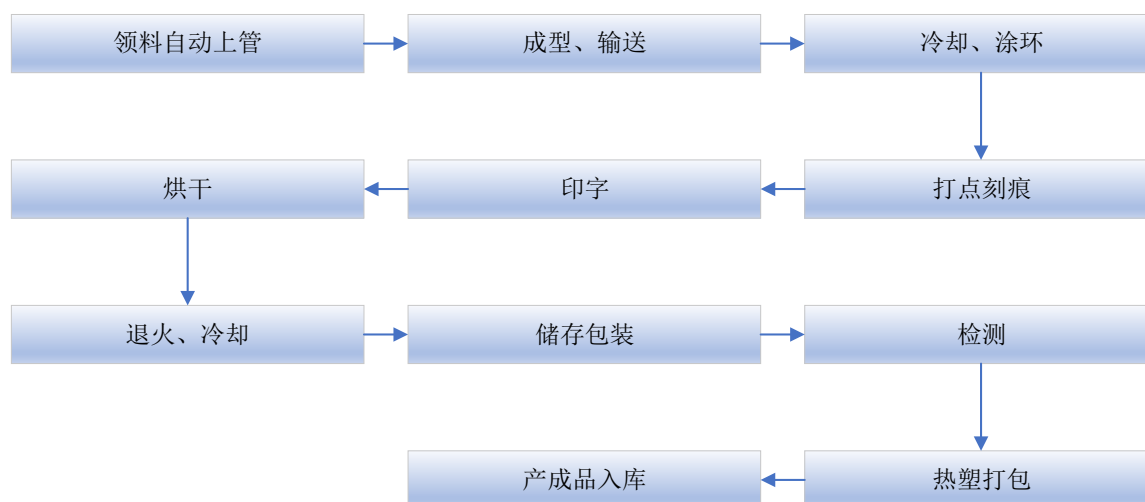 领料自动上管
成型、输送
冷却、涂环
打点刻痕
印字
烘干
退火、冷却
储存包装
检测
热塑打包
产成品入库